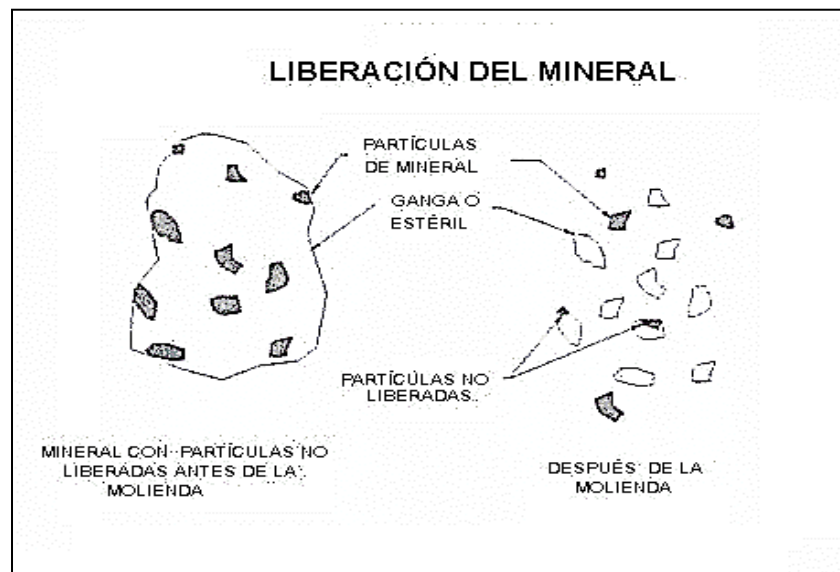 LIBERACIÓN DEL MINERAL
PARTÍCULAS
DE MINERAL
GANGA O
ESTÉRIL
PARTÍCULAS NO
LIBERADAS.
MINERAL CON PARTÍCULAS NO
LIBERADAS ANTES DE LA
MOLIENDA
DESPUÉS DE LA
MOLIENDA